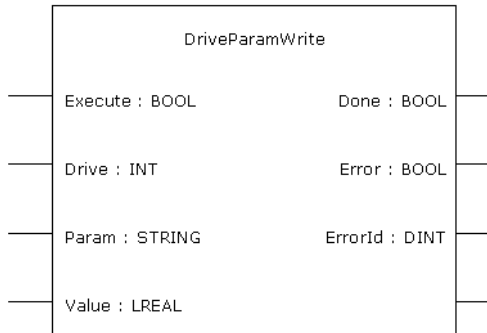 DriveParamWrite
Execute : BOOL Done : BOOL
Drive : INT Error : BOOL
Param : STRING ErrorId : DINT
Value : LREAL